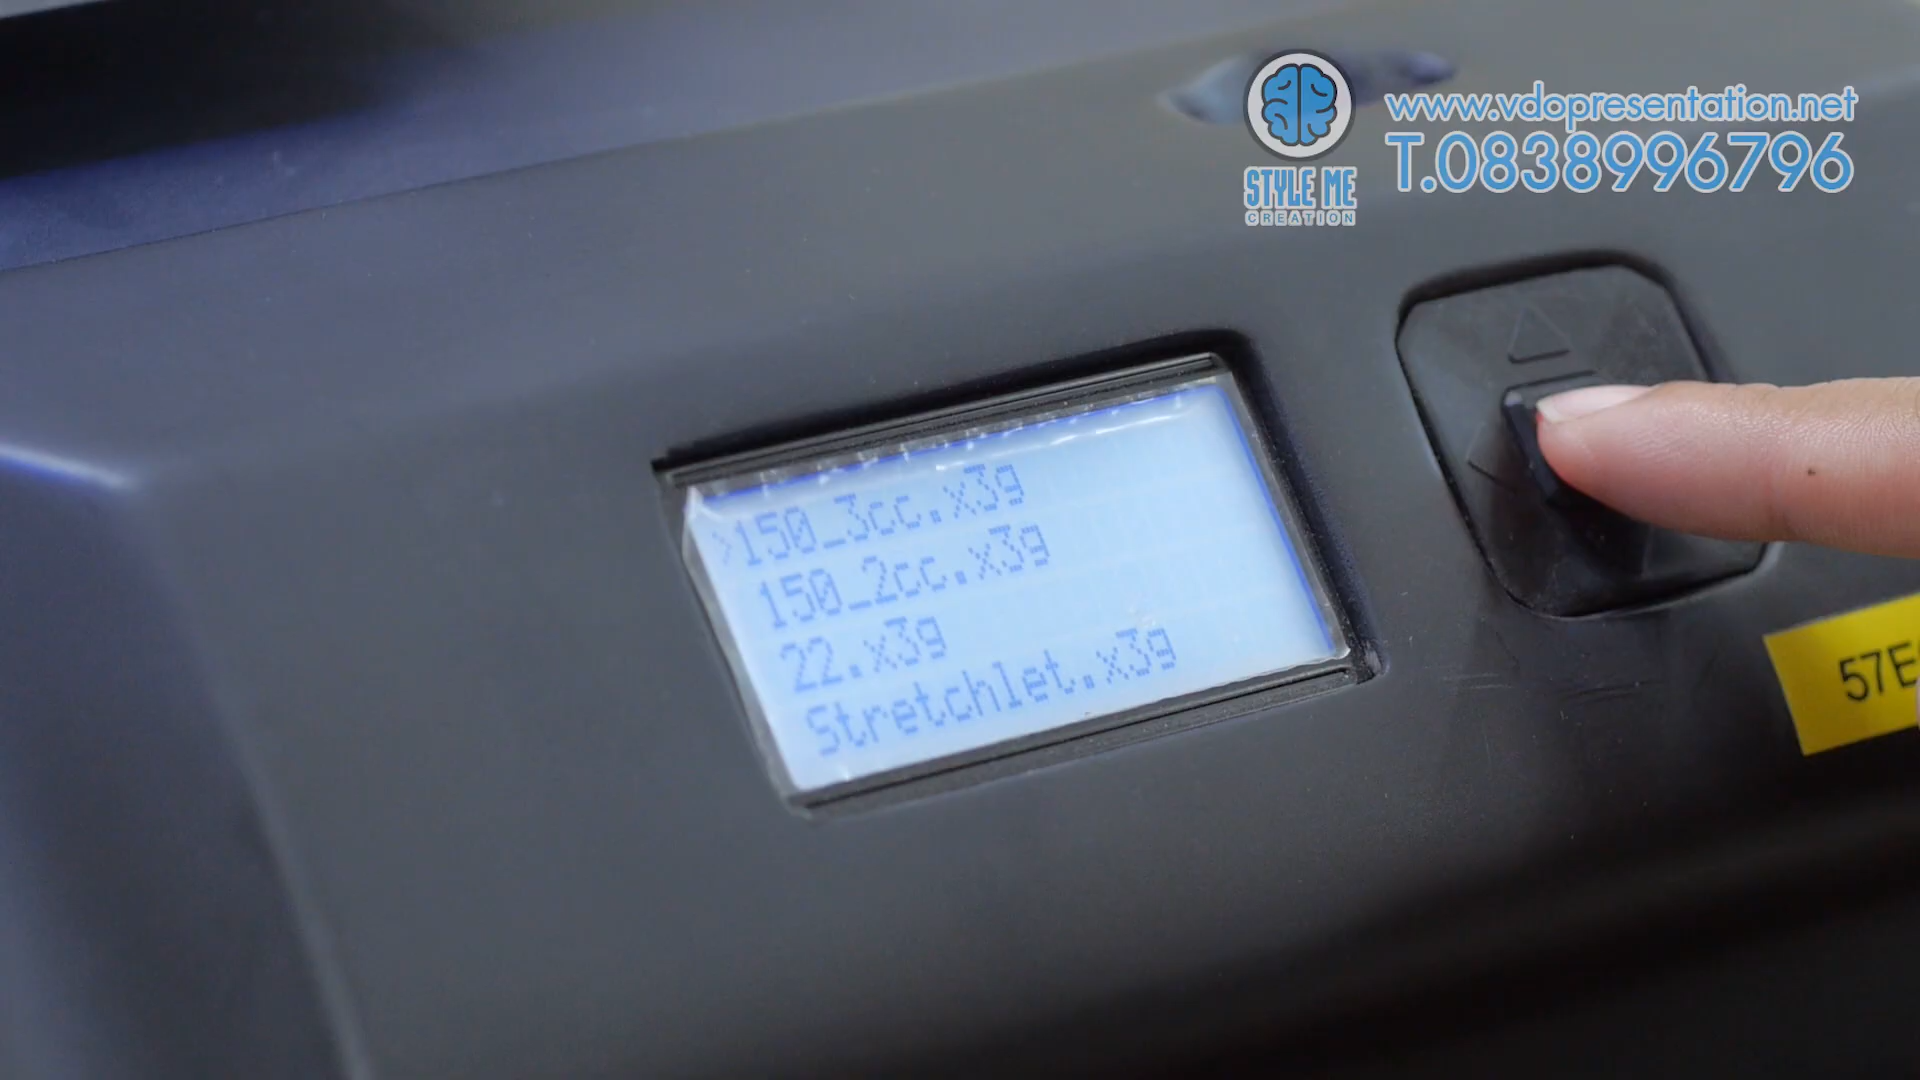 www.vdopresentation.net
T.0838996796
STYLE ME
CREATION
>150_3cc.x3g
150_2cc.x3g
22.x3g
Stretchlet.x3g
57E